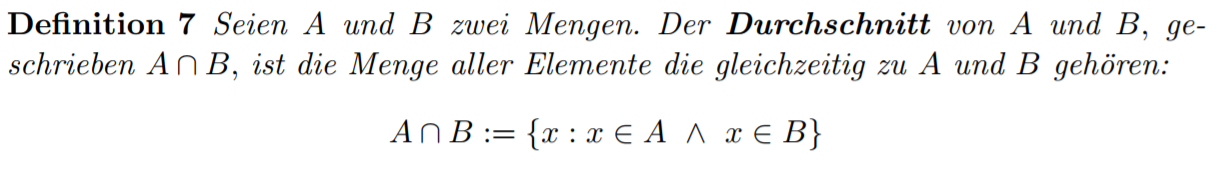 Definition 7 Seien A und B zwei Mengen. Der Durchschnitt von A und B, ge-
schrieben A ∩ B, ist die Menge aller Elemente die gleichzeitig zu A und B gehören:
A ∩ B := {x : x ∈ A ∧ x ∈ B}